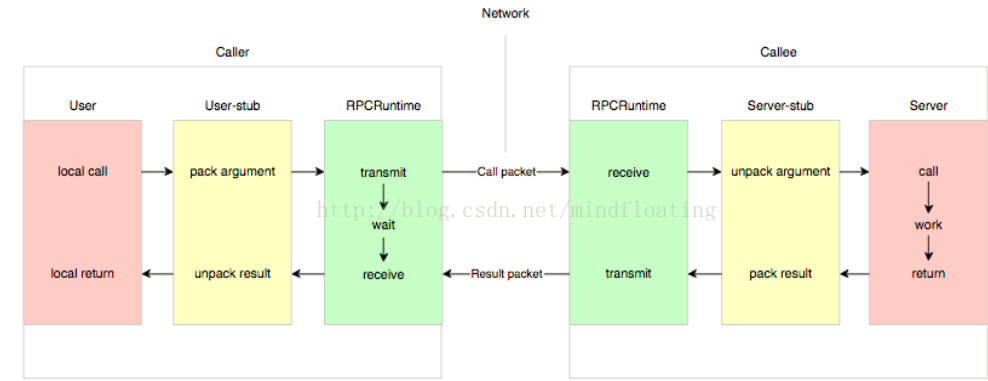 Network
Caller
Callee
User
User-stub
RPCRuntime
RPCRuntime
Server-stub
Server
local call
pack argument
transmit
Call packet
receive
unpack argument
call
http://blog.csdn.net/mindfloating
wait
work
local return
unpack result
receive
Result packet
transmit
pack result
return